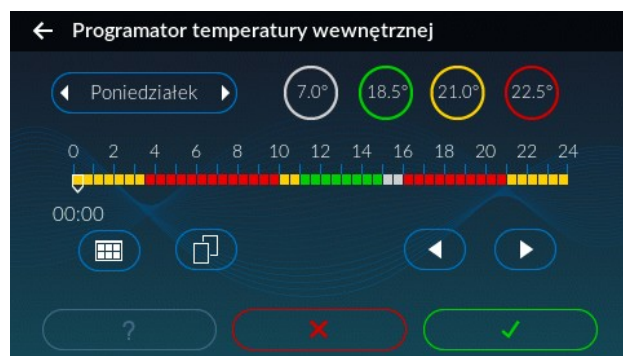 Programator temperatury wewnętrznej
Poniedziałek 7.0° 18.5° 21.0° 22.5°
0 2 4 6 8 10 12 14 16 18 20 22 24
00:00
?